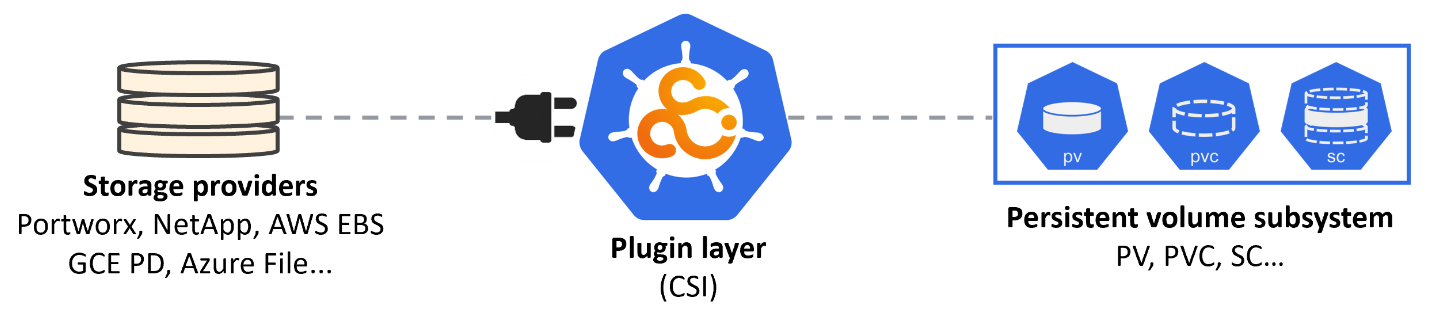 Storage providers
Portworx, NetApp, AWS EBS
GCE PD, Azure File...
Plugin layer
(CSI)
pv
pvc
sc
Persistent volume subsystem
PV, PVC, SC...